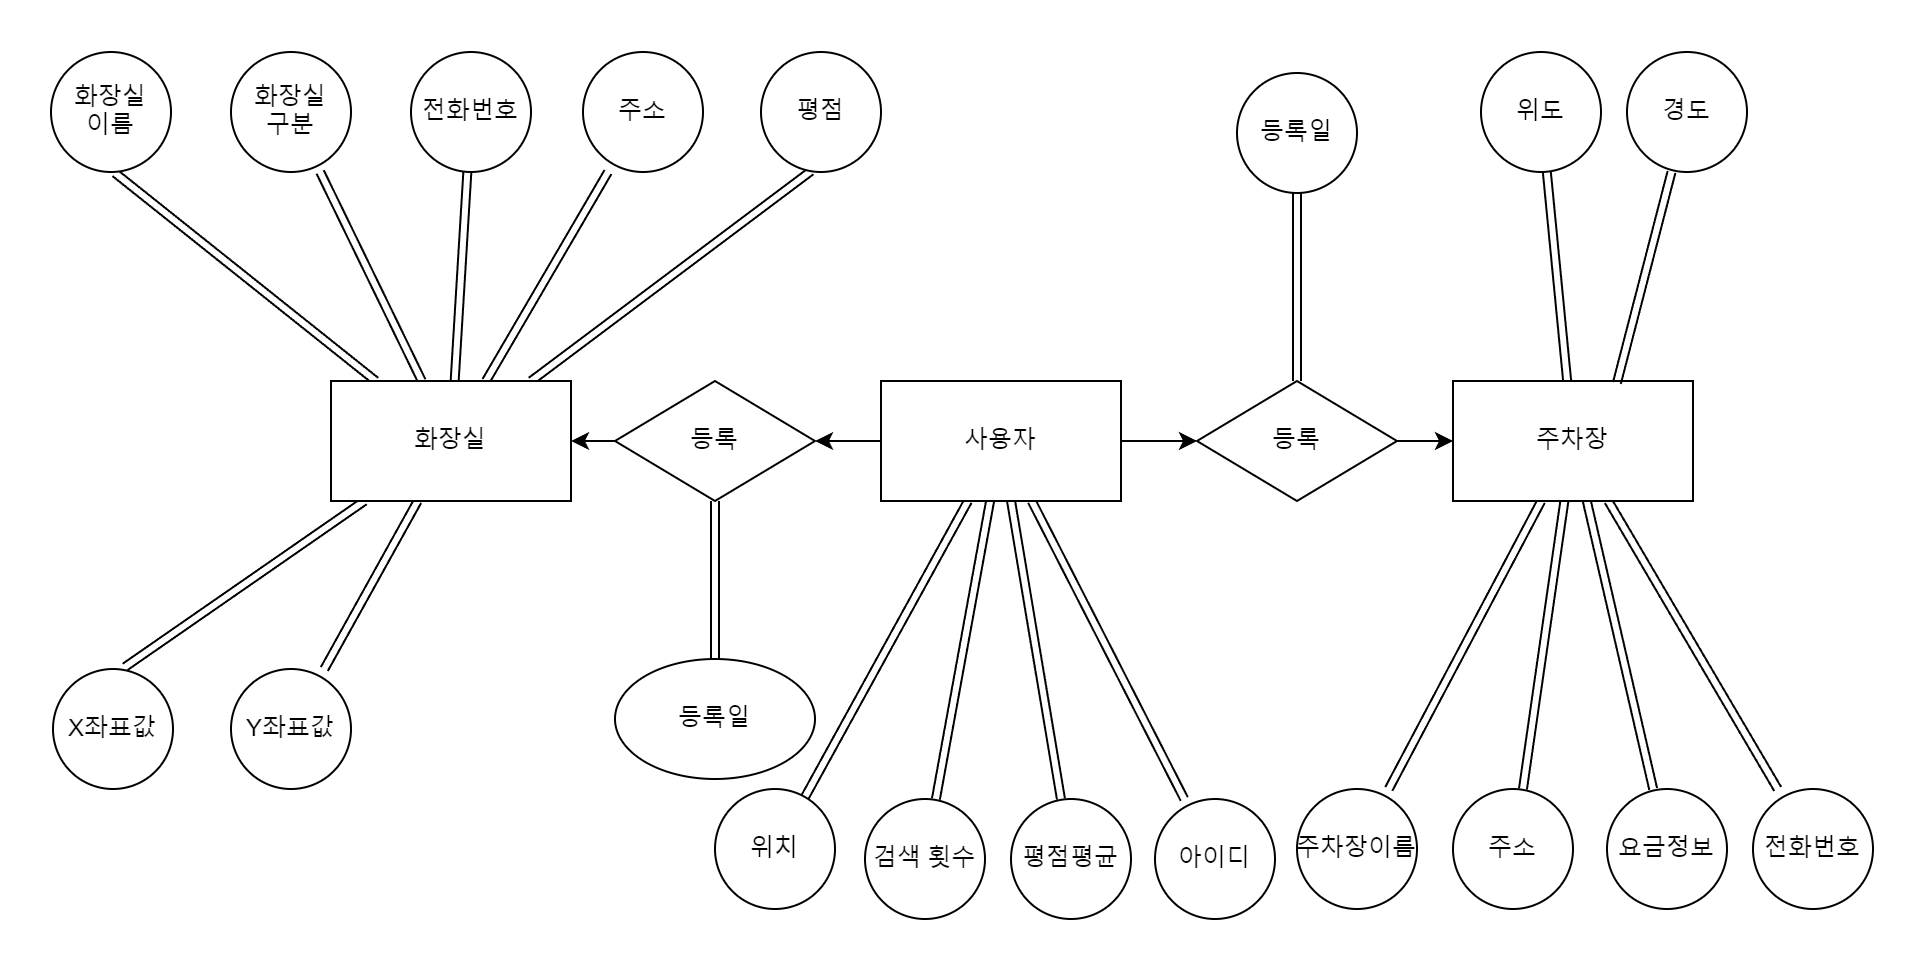 화장실
이름
화장실
구분
전화번호
주소
평점
등록일
위도
경도
화장실
등록
사용자
등록
주차장
X좌표값
Y좌표값
등록일
위치
검색 횟수
평점평균
아이디
주차장이름
주소
요금정보
전화번호